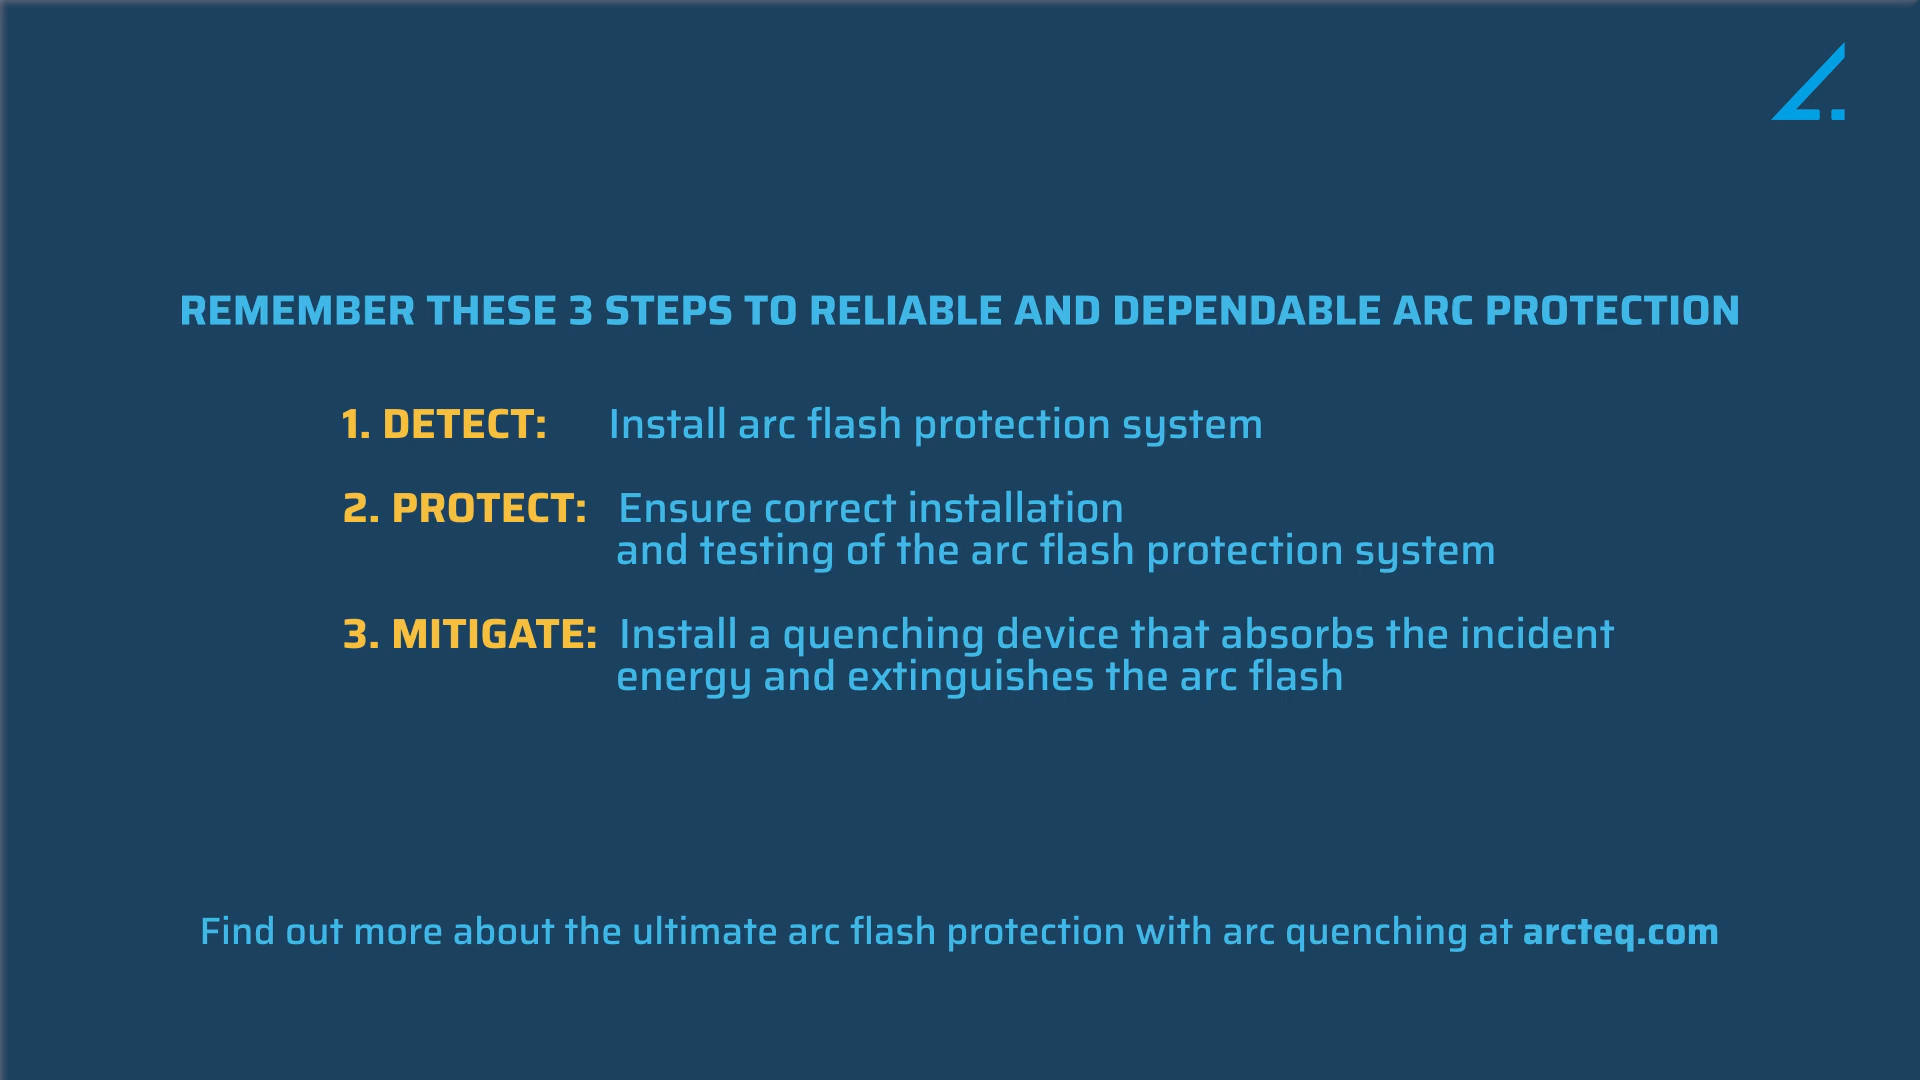 REMEMBER THESE 3 STEPS TO RELIABLE AND DEPENDABLE ARC PROTECTION
1. DETECT: Install arc flash protection system
2. PROTECT: Ensure correct installation
and testing of the arc flash protection system
3. MITIGATE: Install a quenching device that absorbs the incident
energy and extinguishes the arc flash
Find out more about the ultimate arc flash protection with arc quenching at arcteq.com